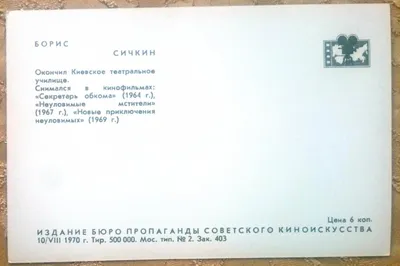 БОРИС
СИЧКИН
Окончил Киевское театральное
училище.
Снимался в кинофильмах:
«Секретарь обкома» (1964 г.),
«Неуловимые мстители»
(1967 г.), «Новые приключения
неуловимых» (1969 г.)
Цена 6 коп.
ИЗДАНИЕ БЮРО ПРОПАГАНДЫ СОВЕТСКОГО КИНОИСКУССТВА
10/VIII 1970 г. Тир. 500 000. Мос. тип. № 2. Зак. 403